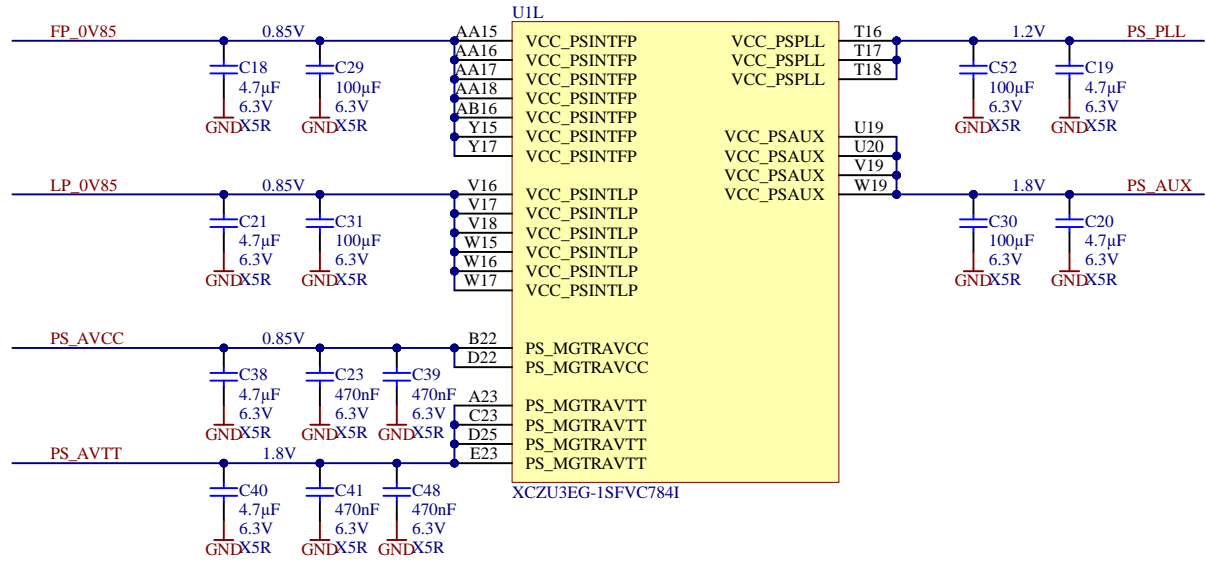 U1L
FP_0V85 0.85V AA15 VCC_PSINTFP VCC_PSPLL T16 1.2V PS_PLL
AA16 VCC_PSINTFP VCC_PSPLL T17
AA17 VCC_PSINTFP VCC_PSPLL T18
AA18 VCC_PSINTFP
AB16 VCC_PSINTFP
Y15 VCC_PSINTFP VCC_PSAUX U19
Y17 VCC_PSINTFP VCC_PSAUX U20
VCC_PSAUX V19
LP_0V85 0.85V V16 VCC_PSINTLP VCC_PSAUX W19 1.8V PS_AUX
V17 VCC_PSINTLP
V18 VCC_PSINTLP
W15 VCC_PSINTLP
W16 VCC_PSINTLP
W17 VCC_PSINTLP
PS_AVCC 0.85V B22 PS_MGTRAVCC
D22 PS_MGTRAVCC
A23 PS_MGTRAVTT
C23 PS_MGTRAVTT
D25 PS_MGTRAVTT
PS_AVTT 1.8V E23 PS_MGTRAVTT
XCZU3EG-1SFVC784I
C18 C29 C52 C19
4.7µF 100µF 100µF 4.7µF
6.3V 6.3V 6.3V 6.3V
GND X5R GND X5R GND X5R GND X5R
C21 C31 C30 C20
4.7µF 100µF 100µF 4.7µF
6.3V 6.3V 6.3V 6.3V
GND X5R GND X5R GND X5R GND X5R
C38 C23 C39
4.7µF 470nF 470nF
6.3V 6.3V 6.3V
GND X5R GND X5R GND X5R
C40 C41 C48
4.7µF 470nF 470nF
6.3V 6.3V 6.3V
GND X5R GND X5R GND X5R